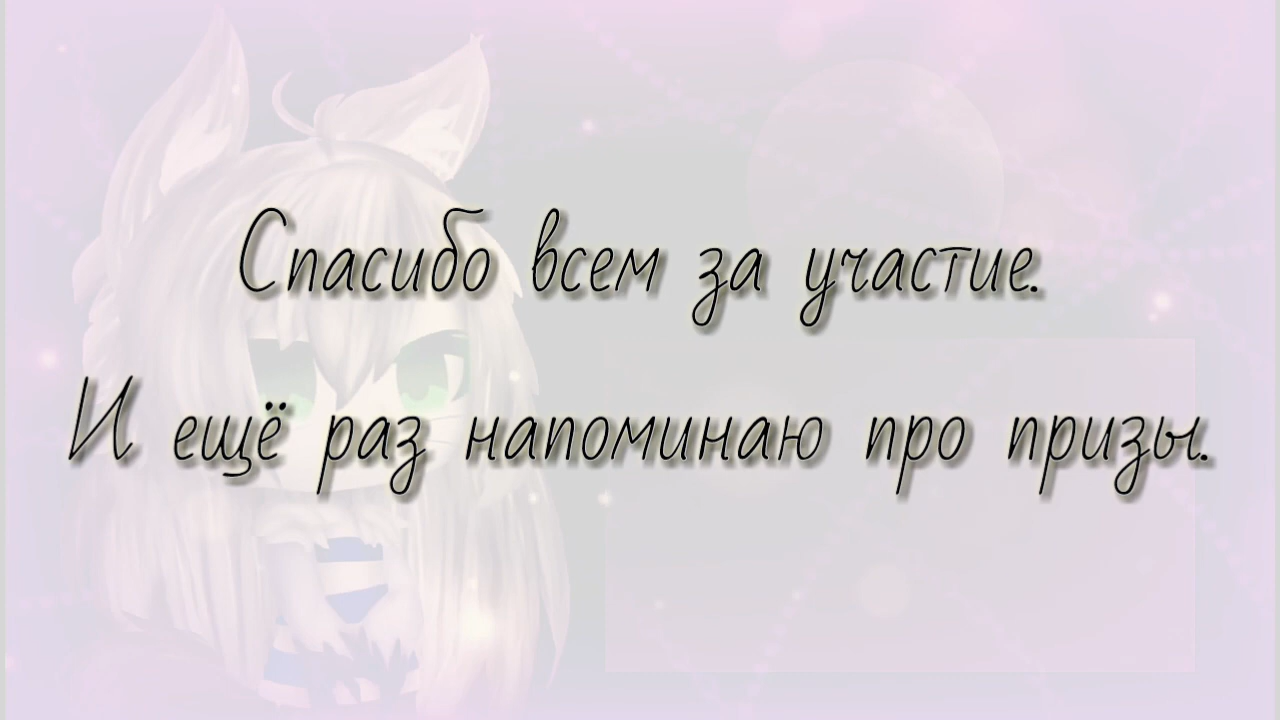 Спасибо всем за участие.
И ещё раз напоминаю про призы.